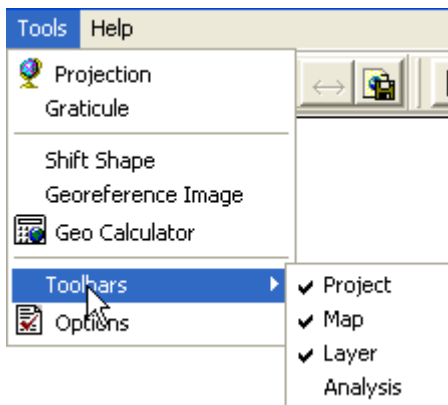 Tools Help
Projection
Graticule
Shift Shape
Georeference Image
Geo Calculator
Toolbars
Options
Project
Map
Layer
Analysis